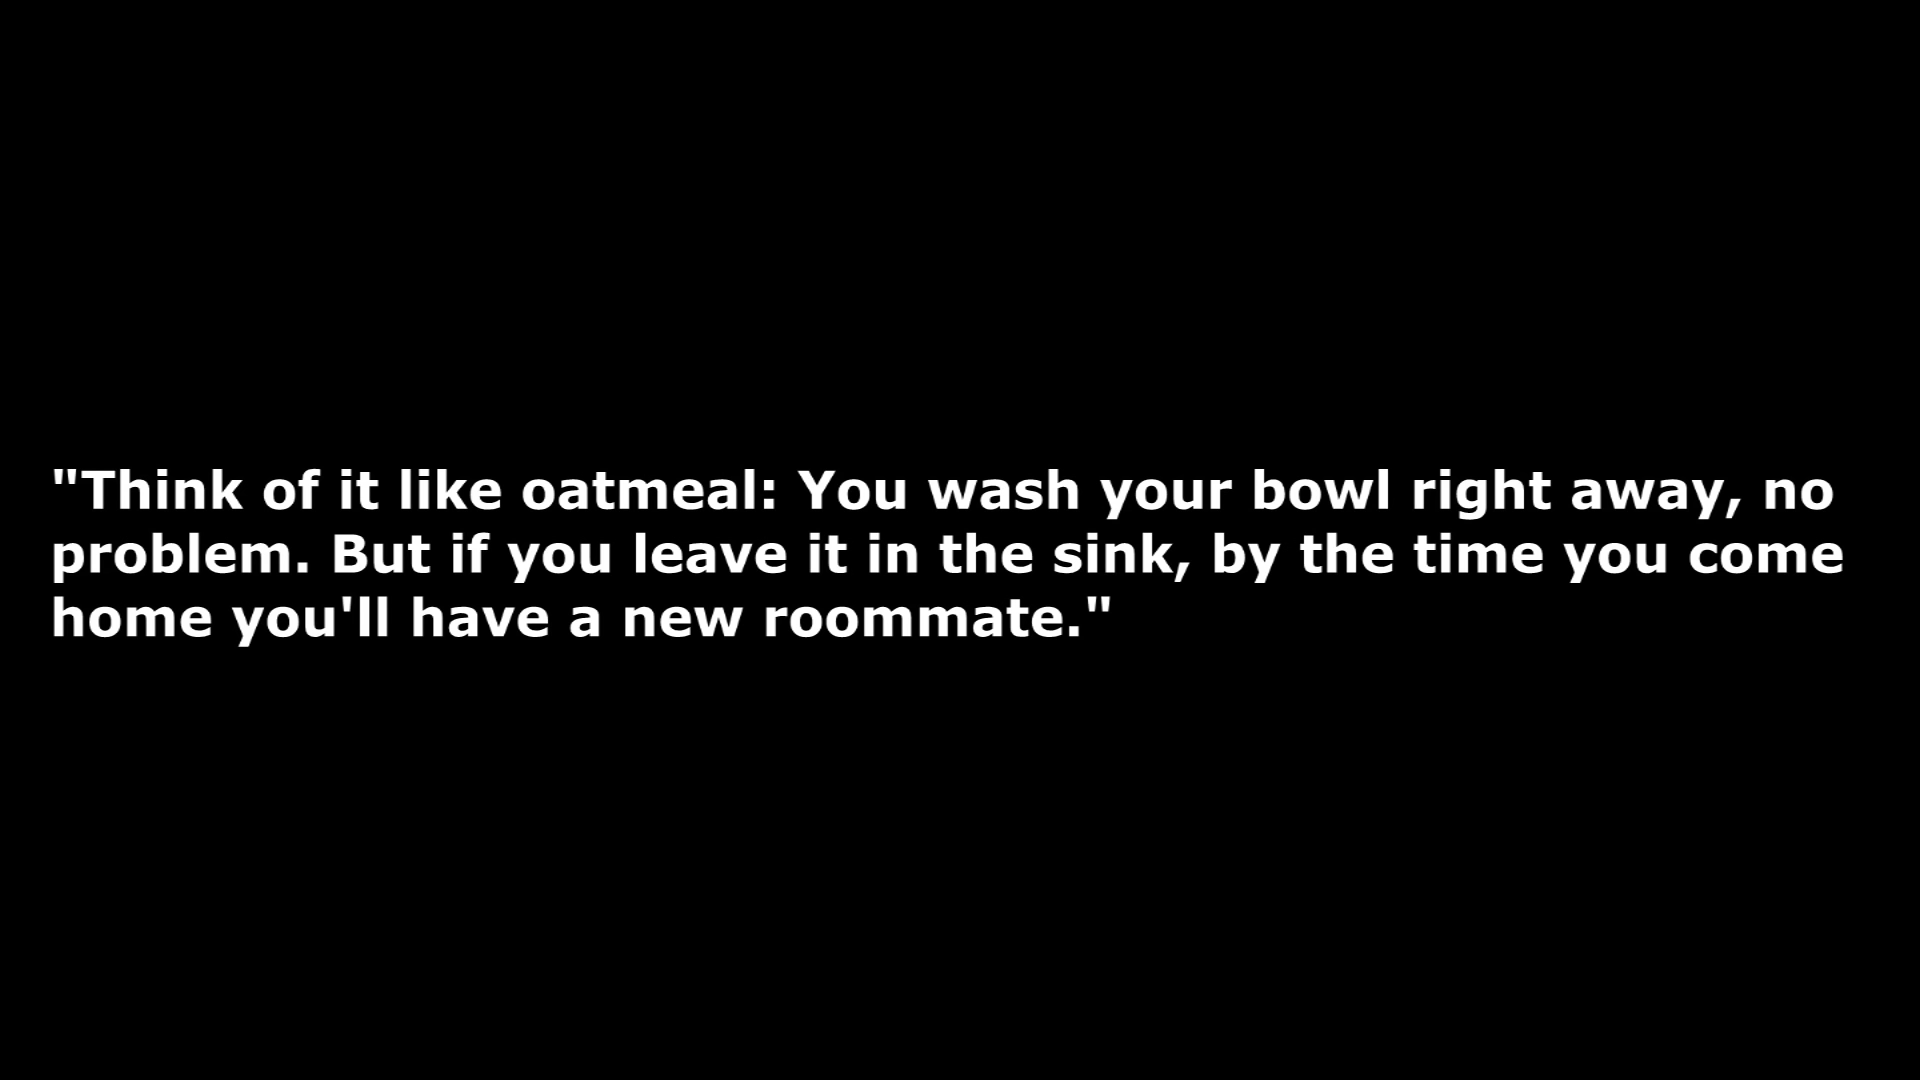 "Think of it like oatmeal: You wash your bowl right away, no
problem. But if you leave it in the sink, by the time you come
home you'll have a new roommate."